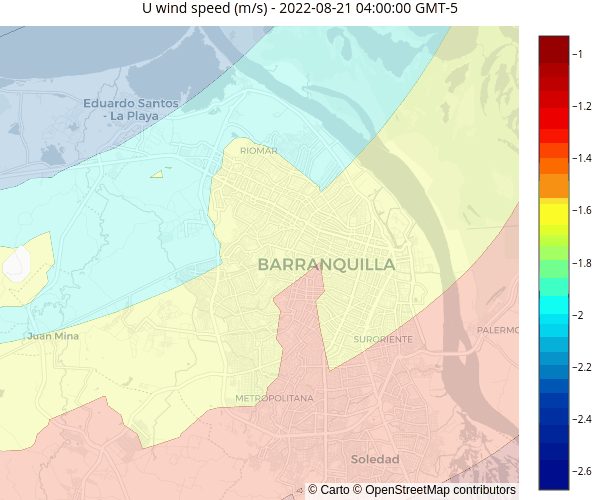 U wind speed (m/s) - 2022-08-21 04:00:00 GMT-5
−1
−1.2
−1.4
−1.6
−1.8
−2
−2.2
−2.4
−2.6
Eduardo Santos
- La Playa
RIOMAR
BARRANQUILLA
PALERMO
Juan Mina
SURORIENTE
METROPOLITANA
Soledad
© Carto © OpenStreetMap contributors